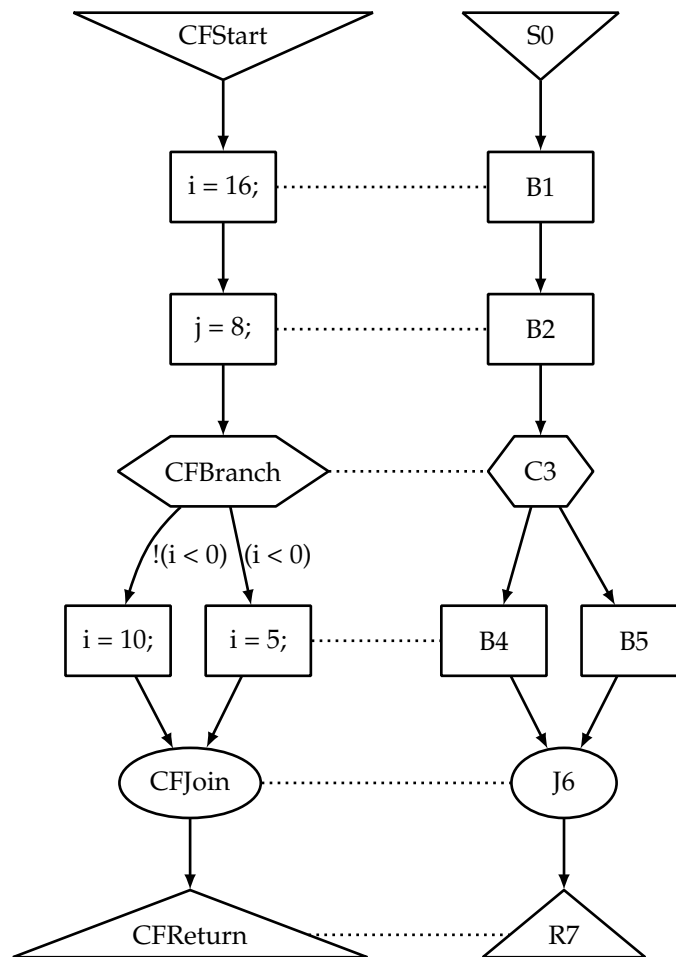 CFStart
S0
i = 16;
B1
j = 8;
B2
CFBranch
C3
!(i < 0)
(i < 0)
i = 10;
i = 5;
B4
B5
CFJoin
J6
CFReturn
R7